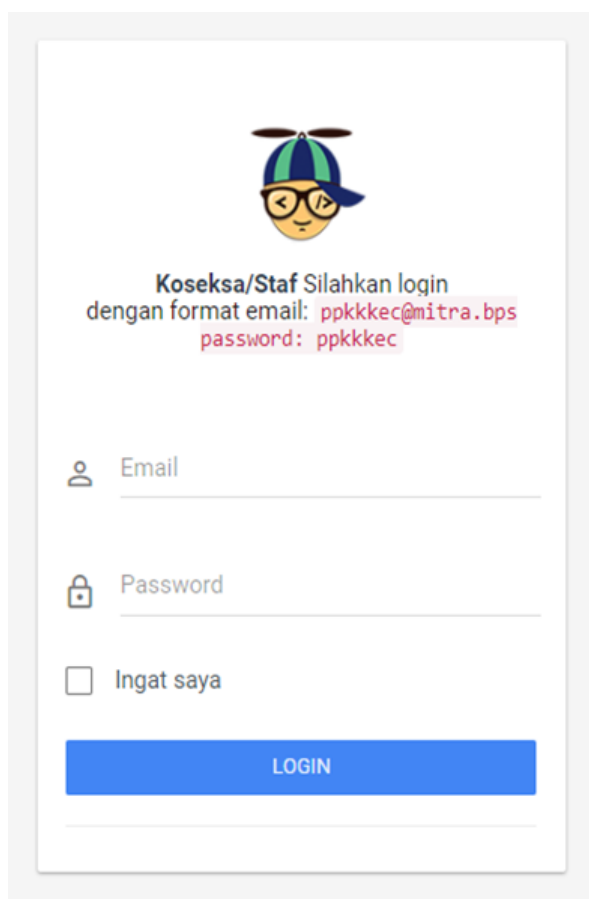 Koseksa/Staf Silahkan login
dengan format email: ppkkkec@mitra.bps
password: ppkkkec
Email
Password
Ingat saya
LOGIN